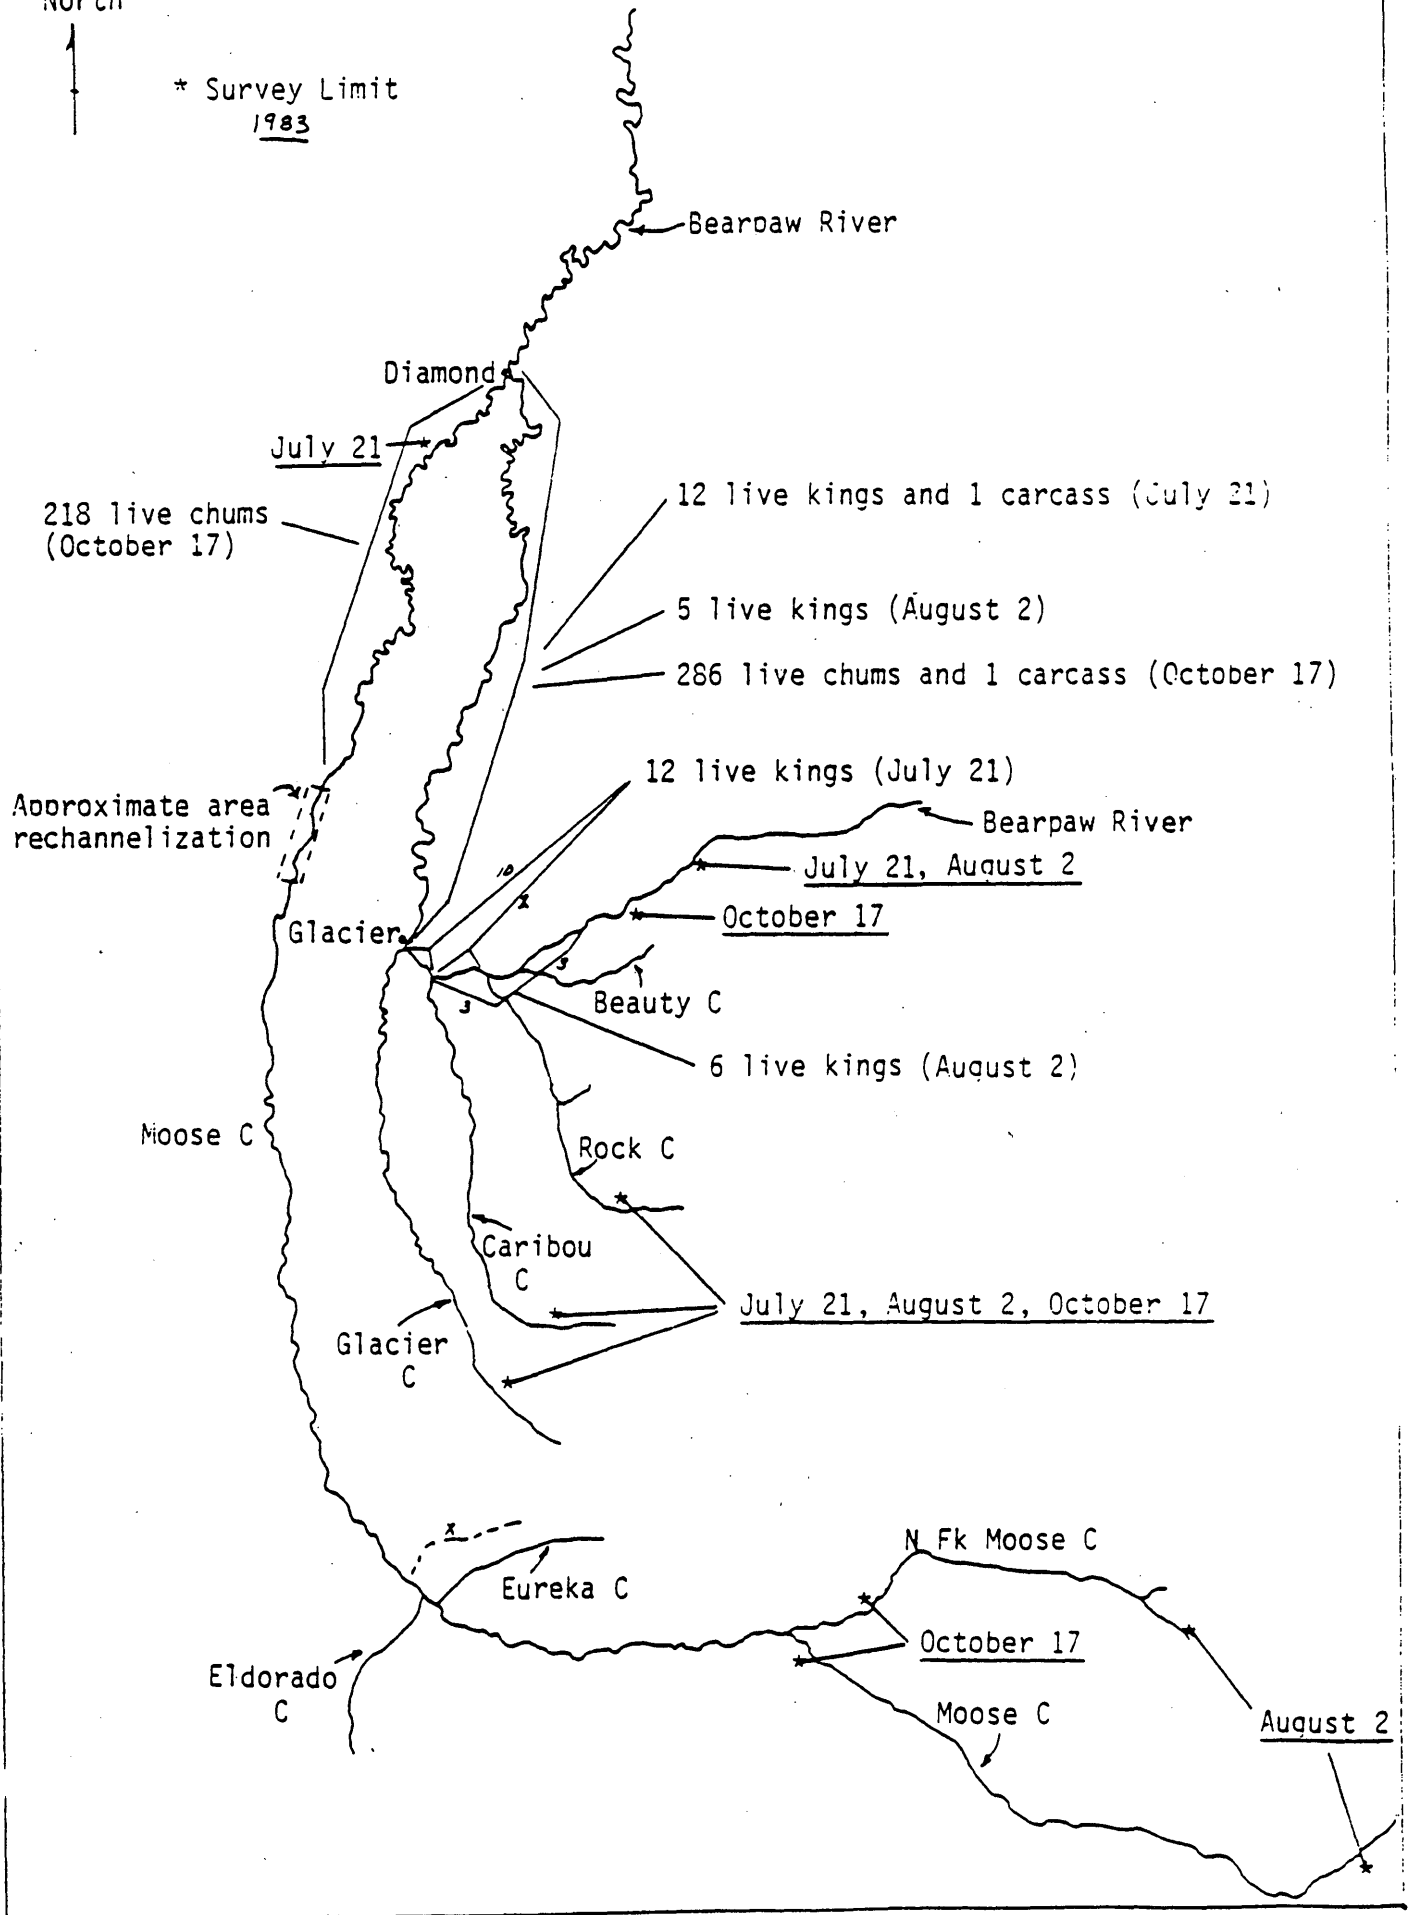 North
* Survey Limit
1983
Bearpaw River
Diamond
July 21
12 live kings and 1 carcass (July 21)
218 live chums
(October 17)
5 live kings (August 2)
286 live chums and 1 carcass (October 17)
12 live kings (July 21)
Approximate area
rechannelization
Bearpaw River
10
July 21, August 2
October 17
Glacier
3
3
Beauty C
6 live kings (August 2)
Moose C
Rock C
Caribou
C
July 21, August 2, October 17
Glacier
C
x
N Fk Moose C
Eureka C
October 17
Eldorado
C
Moose C
August 2